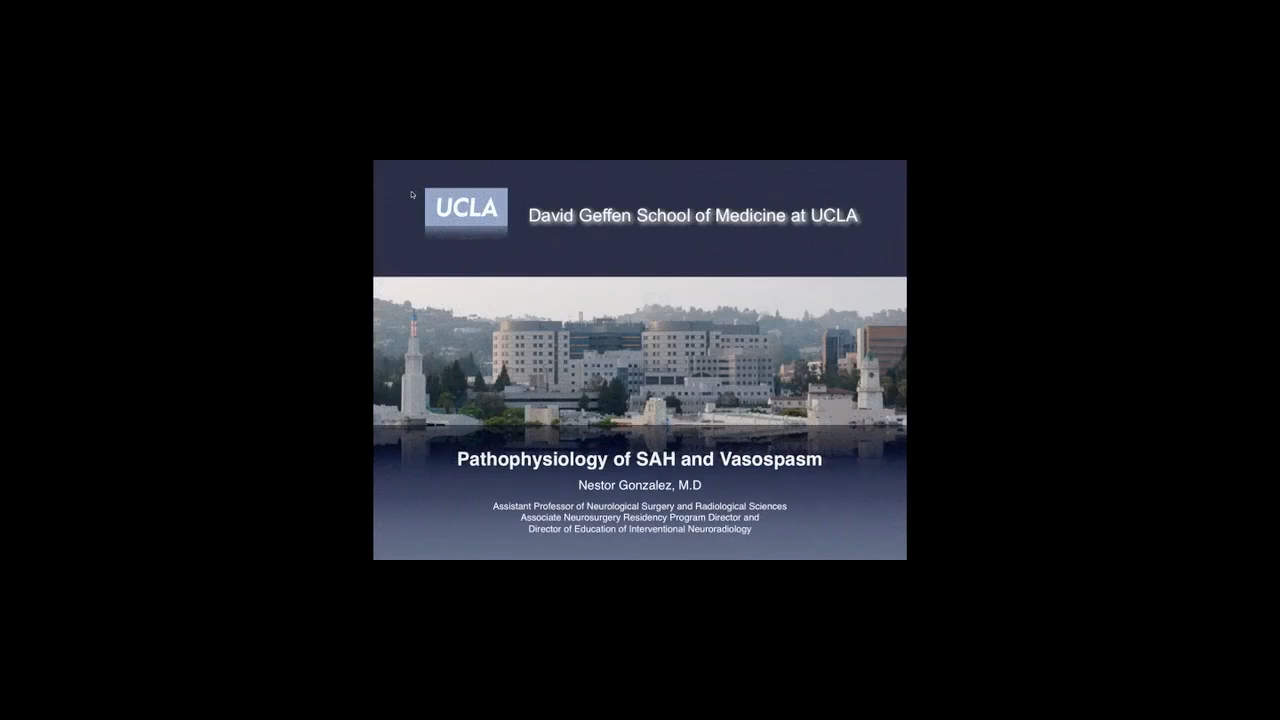 UCLA
David Geffen School of Medicine at UCLA
Pathophysiology of SAH and Vasospasm
Nestor Gonzalez, M.D
Assistant Professor of Neurological Surgery and Radiological Sciences
Associate Neurosurgery Residency Program Director and
Director of Education of Interventional Neuroradiology